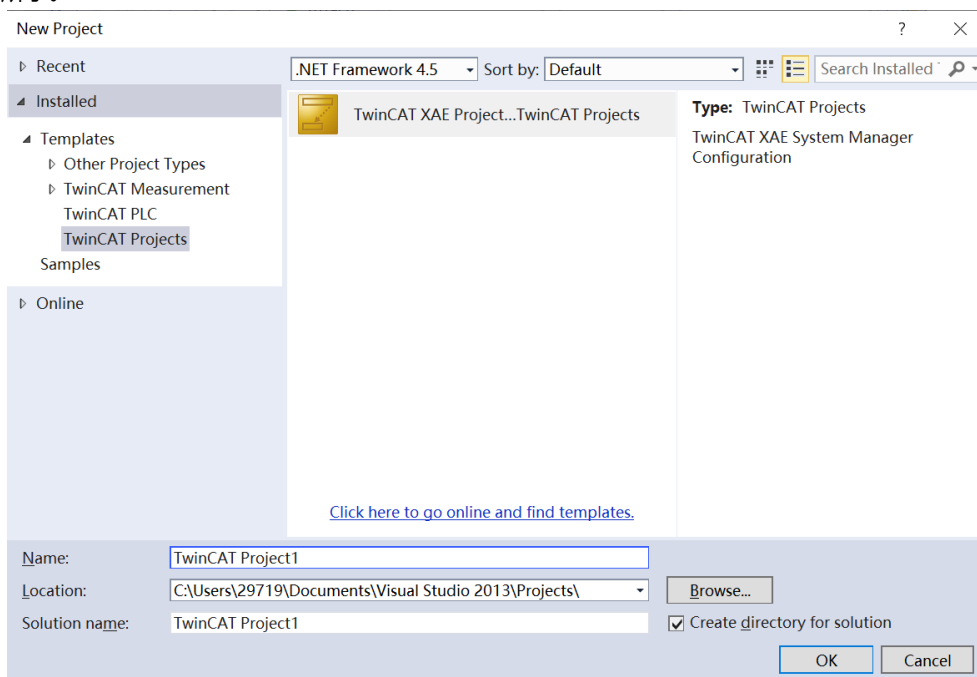 New Project
?
Recent
.NET Framework 4.5
Sort by:
Default
Search Installed
Installed
TwinCAT XAE Project...TwinCAT Projects
Type: TwinCAT Projects
TwinCAT XAE System Manager
Configuration
Templates
Other Project Types
TwinCAT Measurement
TwinCAT PLC
TwinCAT Projects
Samples
Online
Click here to go online and find templates.
Name:
TwinCAT Project1
Location:
C:\Users\29719\Documents\Visual Studio 2013\Projects\
Browse...
Solution name:
TwinCAT Project1
Create directory for solution
OK
Cancel